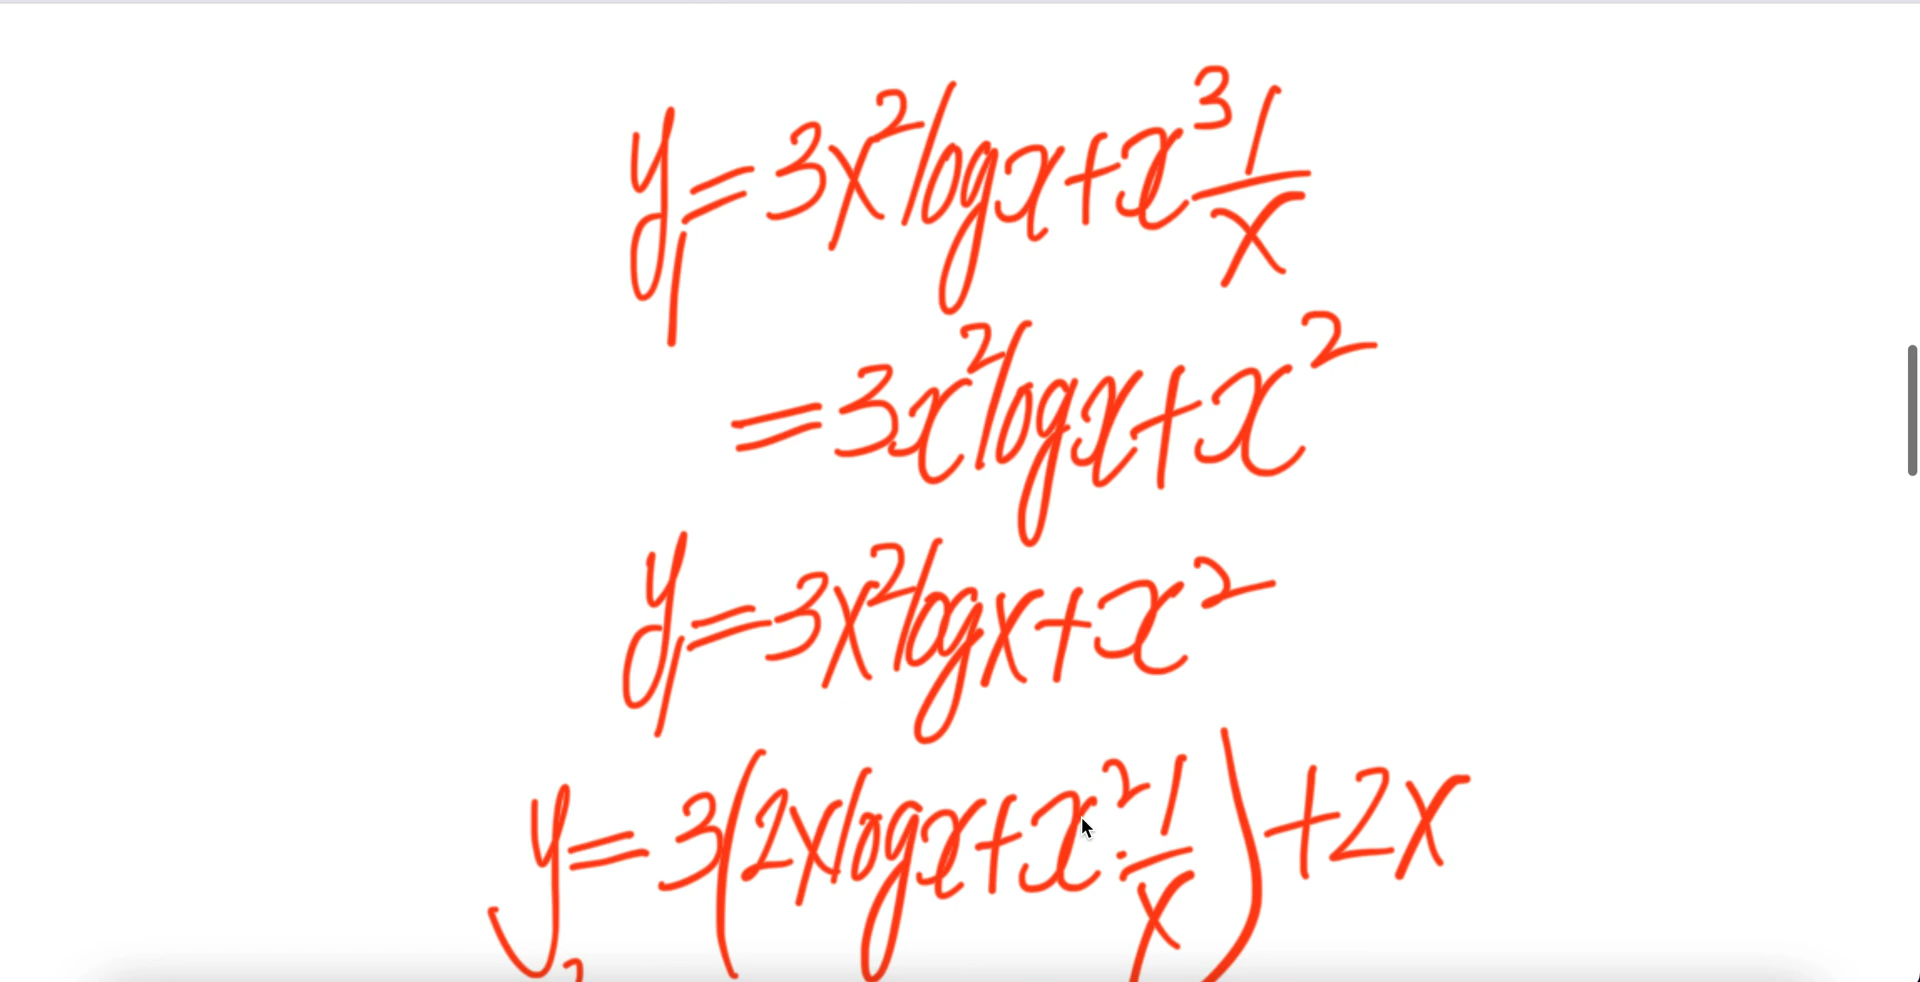 y₁=3x²logx+x³ 1/x
=3x²logx+x²
y₁=3x²logx+x²
y₂=3(2xlogx+x²·1/x)+2x